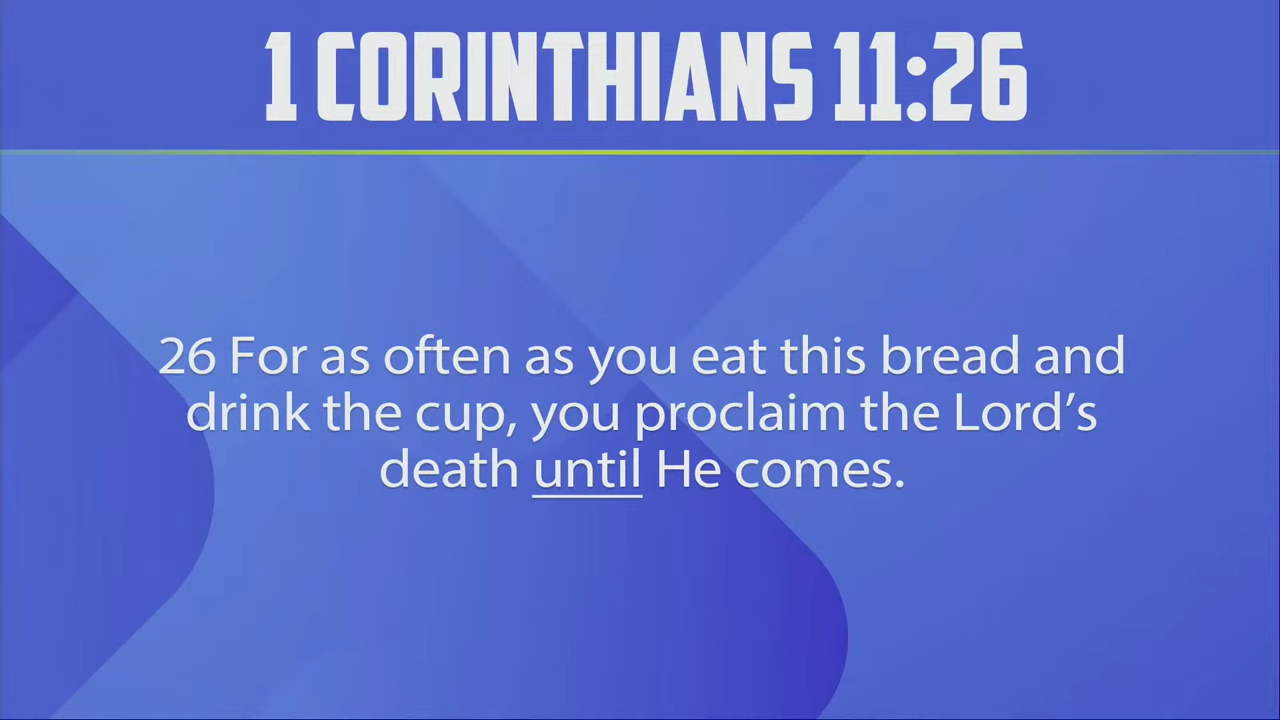 1 CORINTHIANS 11:26
26 For as often as you eat this bread and
drink the cup, you proclaim the Lord’s
death until He comes.